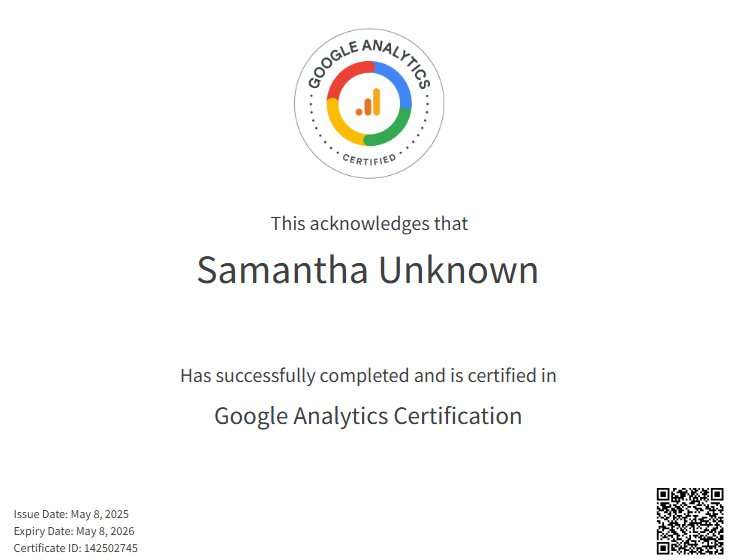 GOOGLE ANALYTICS
CERTIFIED
This acknowledges that
Samantha Unknown
Has successfully completed and is certified in
Google Analytics Certification
Issue Date: May 8, 2025
Expiry Date: May 8, 2026
Certificate ID: 142502745